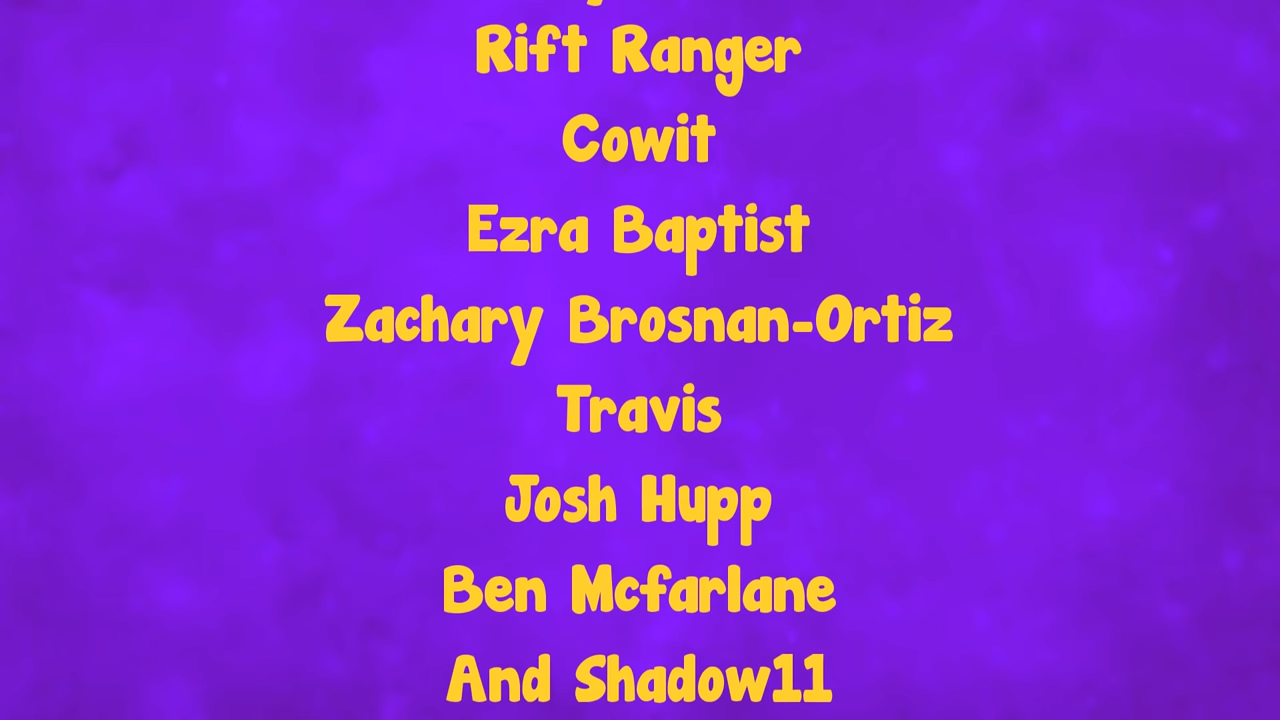 Rift Ranger
Cowit
Ezra Baptist
Zachary Brosnan-Ortiz
Travis
Josh Hupp
Ben Mcfarlane
And Shadow11